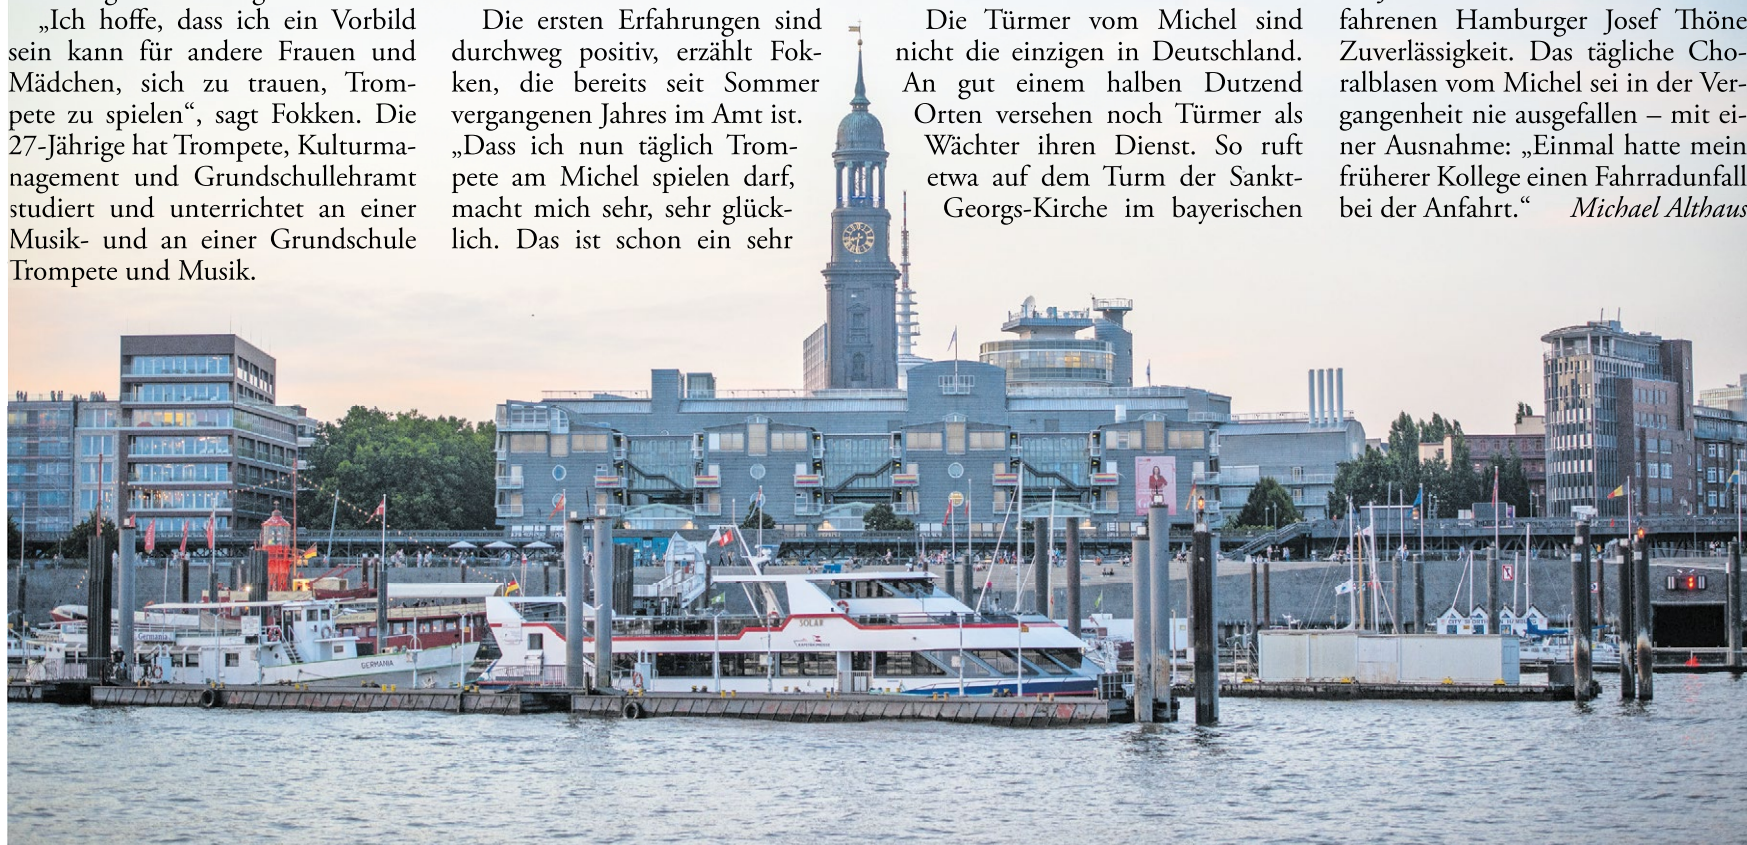 „Ich hoffe, dass ich ein Vorbild
sein kann für andere Frauen und
Mädchen, sich zu trauen, Trom-
pete zu spielen“, sagt Fokken. Die
27-Jährige hat Trompete, Kulturma-
nagement und Grundschullehramt
studiert und unterrichtet an einer
Musik- und an einer Grundschule
Trompete und Musik.
Die ersten Erfahrungen sind
durchweg positiv, erzählt Fok-
ken, die bereits seit Sommer
vergangenen Jahres im Amt ist.
„Dass ich nun täglich Trom-
pete am Michel spielen darf,
macht mich sehr, sehr glück-
lich. Das ist schon ein sehr
Die Türmer vom Michel sind
nicht die einzigen in Deutschland.
An gut einem halben Dutzend
Orten versehen noch Türmer als
Wächter ihren Dienst. So ruft
etwa auf dem Turm der Sankt-
Georgs-Kirche im bayerischen
fahrenen Hamburger Josef Thöne
Zuverlässigkeit. Das tägliche Cho-
ralblasen vom Michel sei in der Ver-
gangenheit nie ausgefallen – mit ei-
ner Ausnahme: „Einmal hatte mein
früherer Kollege einen Fahrradunfall
bei der Anfahrt.“ Michael Althaus
Germania
GERMANIA
SOLAR